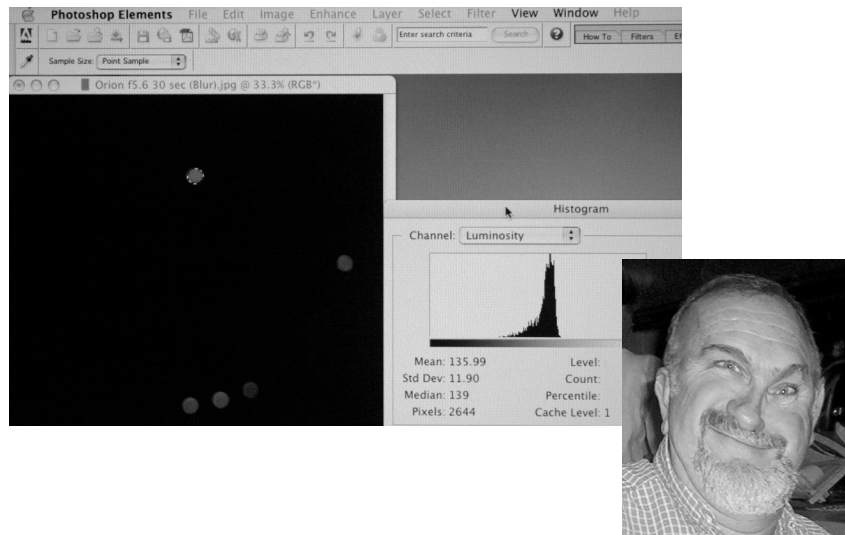 Photoshop Elements File Edit Image Enhance Layer Select Filter View Window Help
Enter search criteria Search ? How To Filters Ef
Sample Size: Point Sample
Orion f5.6 30 sec (Blur).jpg @ 33.3% (RGB*)
Histogram
Channel: Luminosity
Mean: 135.99 Level:
Std Dev: 11.90 Count:
Median: 139 Percentile:
Pixels: 2644 Cache Level: 1